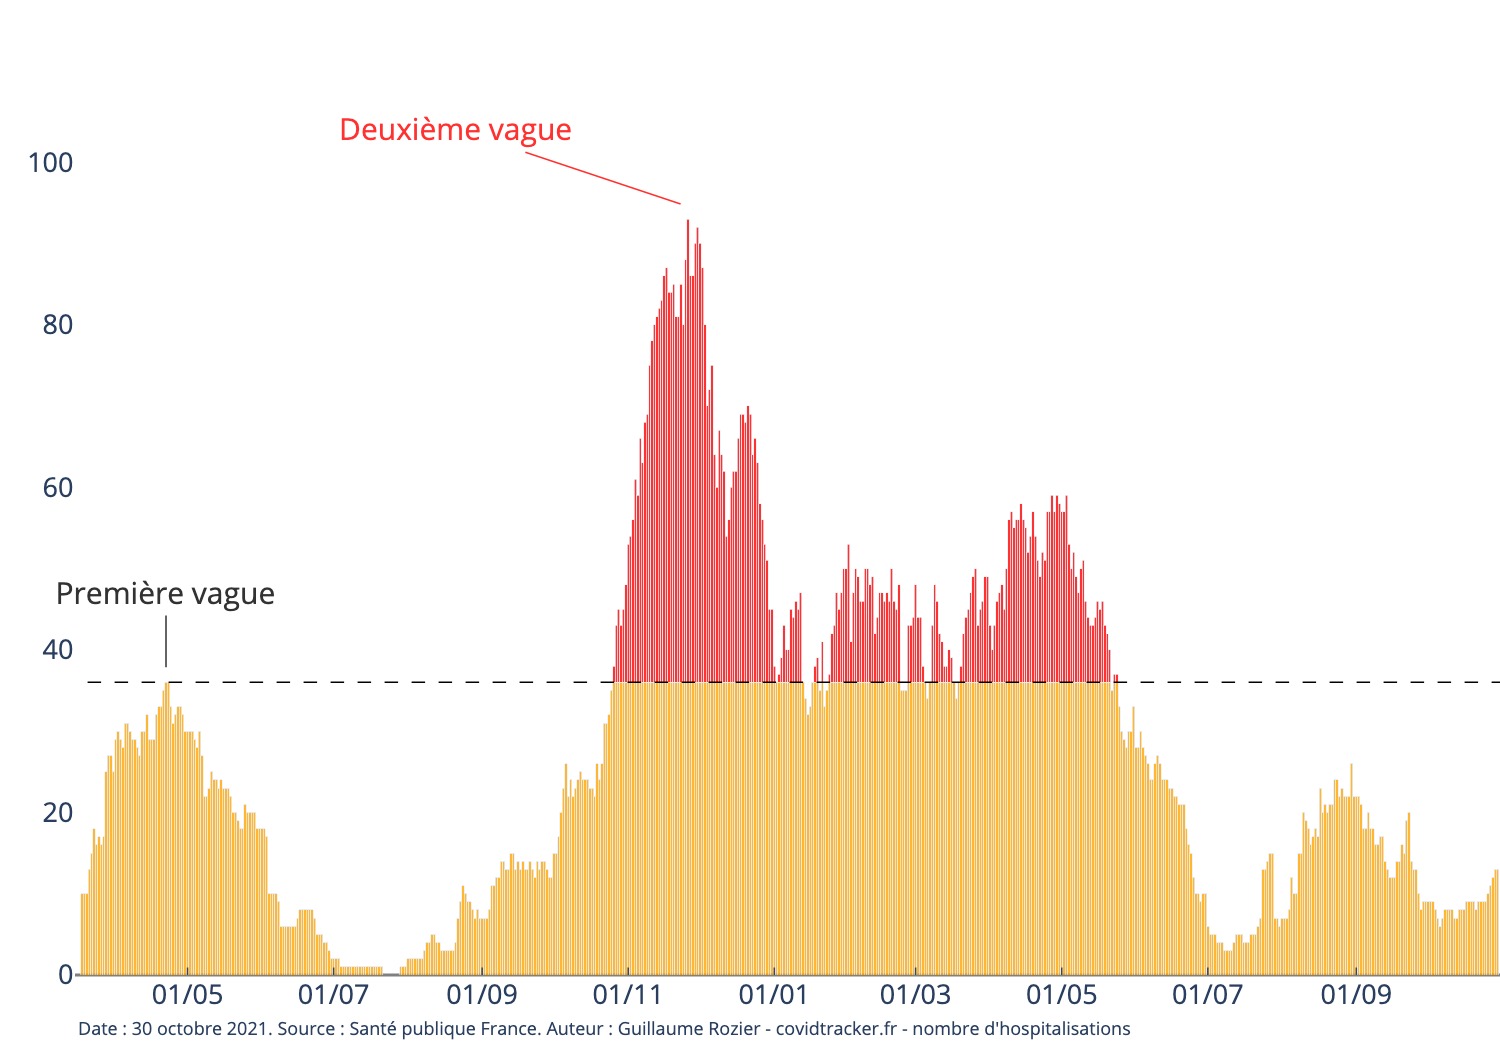 Deuxième vague
100
80
60
Première vague
40
20
0
01/05 01/07 01/09 01/11 01/01 01/03 01/05 01/07 01/09
Date : 30 octobre 2021. Source : Santé publique France. Auteur : Guillaume Rozier - covidtracker.fr - nombre d'hospitalisations